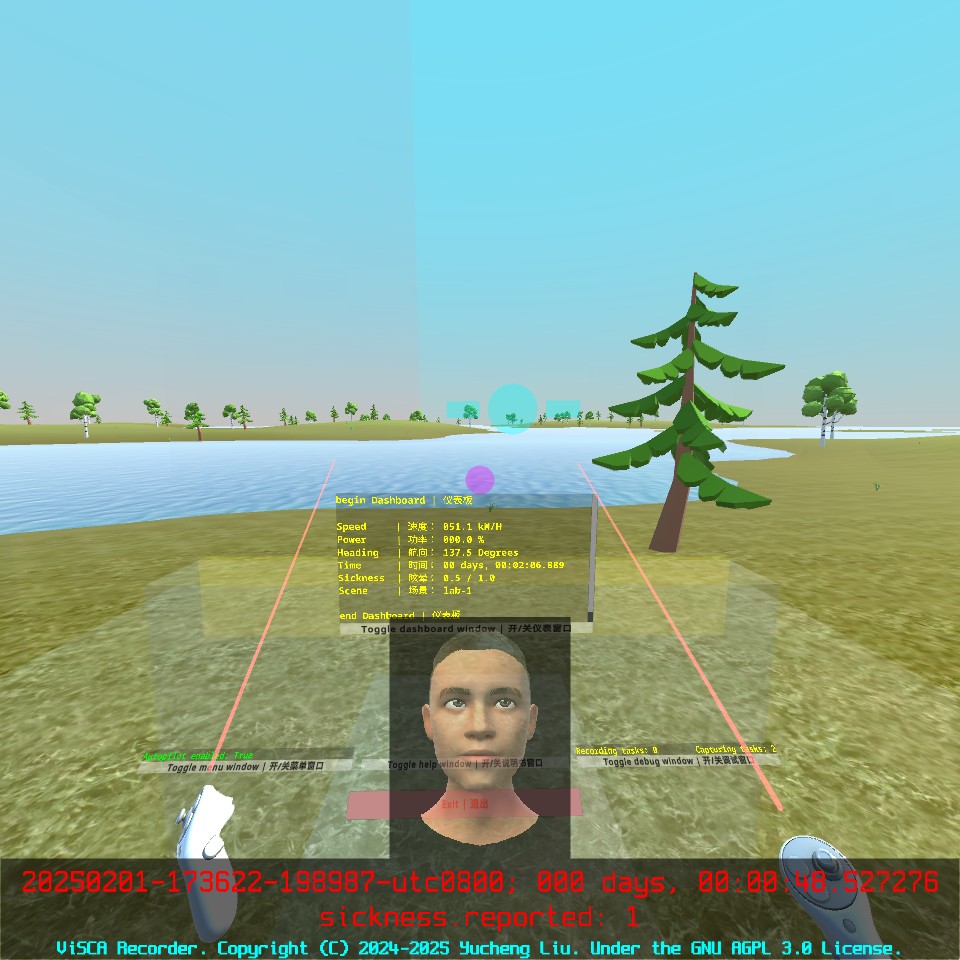 begin Dashboard | 仪表板
Speed | 速度： 051.1 kM/H
Power | 功率： 000.0 %
Heading | 航向： 137.5 Degrees
Time | 时间： 00 days, 00:02:06.889
Sickness | 眩晕： 0.5 / 1.0
Scene | 场景： lab-1
end Dashboard | 仪表板
Toggle dashboard window | 开/关仪表窗口
Autopilot enabled: True
Recording tasks: 0 Capturing tasks: 2
Toggle menu window | 开/关菜单窗口
Toggle help window | 开/关说明书窗口
Toggle debug window | 开/关调试窗口
Exit | 退出
20250201-173622-198987-utc0800; 000 days, 00:00:48.527276
sickness.reported: 1
ViSCA Recorder. Copyright (C) 2024-2025 Yucheng Liu. Under the GNU AGPL 3.0 License.